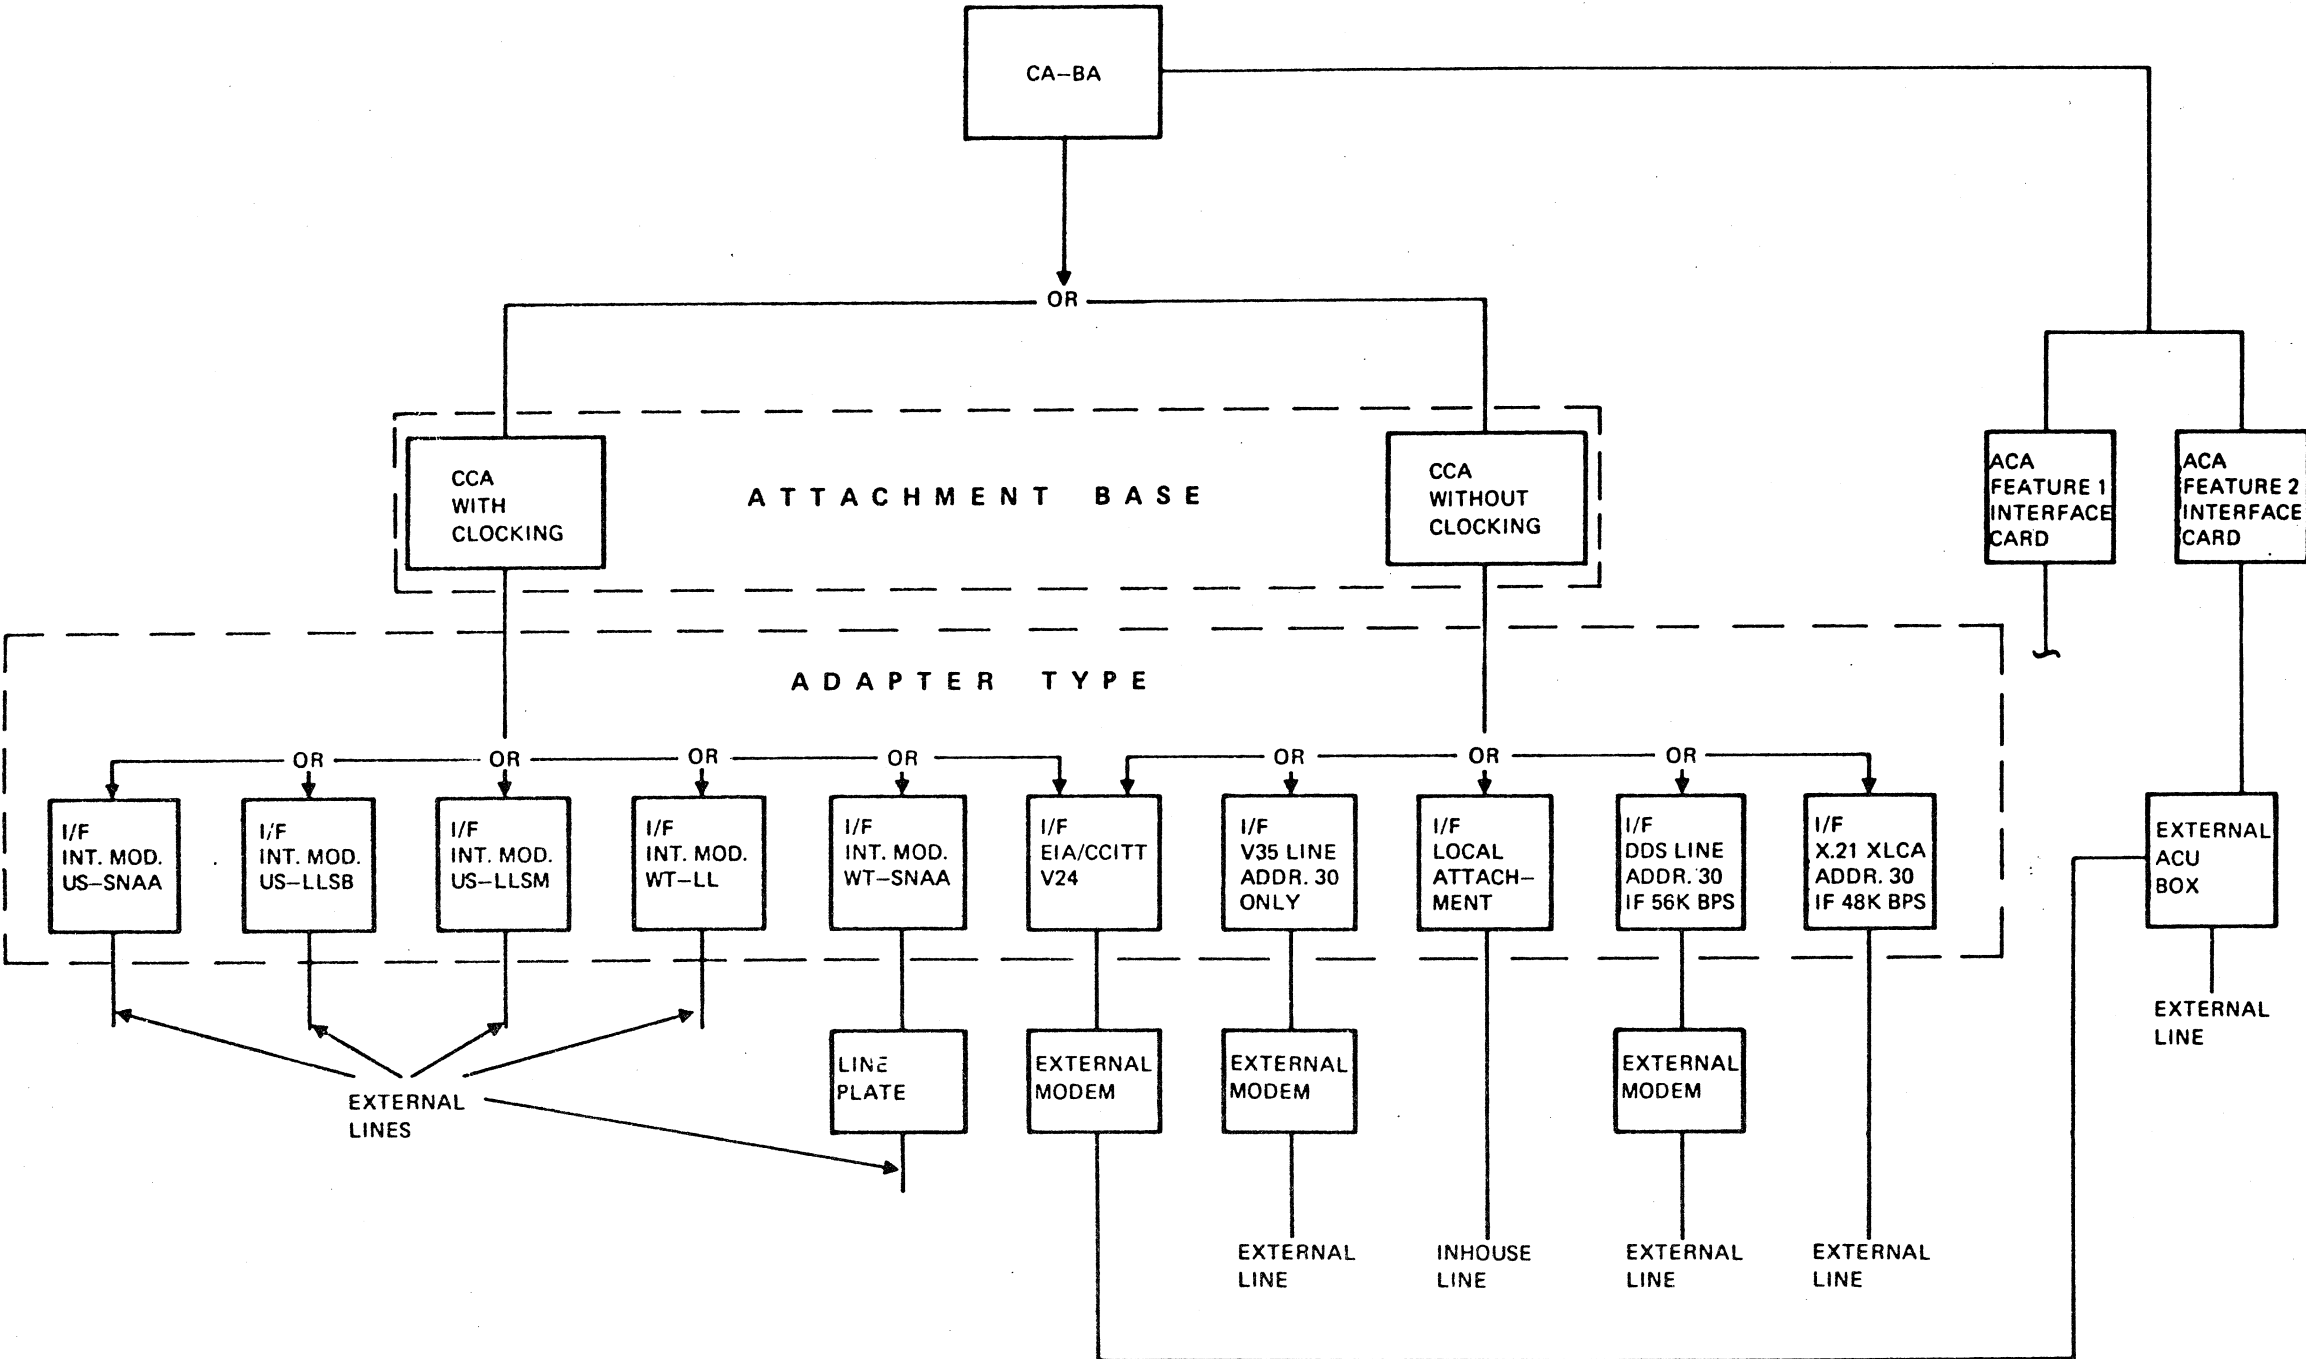 CA–BA
OR
CCA
WITH
CLOCKING
ATTACHMENT BASE
CCA
WITHOUT
CLOCKING
ACA
FEATURE 1
INTERFACE
CARD
ACA
FEATURE 2
INTERFACE
CARD
ADAPTER TYPE
OR
OR
OR
OR
OR
OR
OR
I/F
INT. MOD.
US–SNAA
I/F
INT. MOD.
US–LLSB
I/F
INT. MOD.
US–LLSM
I/F
INT. MOD.
WT–LL
I/F
INT. MOD.
WT–SNAA
I/F
EIA/CCITT
V24
I/F
V35 LINE
ADDR. 30
ONLY
I/F
LOCAL
ATTACH–
MENT
I/F
DDS LINE
ADDR. 30
IF 56K BPS
I/F
X.21 XLCA
ADDR. 30
IF 48K BPS
EXTERNAL
ACU
BOX
EXTERNAL
LINE
LINE
PLATE
EXTERNAL
MODEM
EXTERNAL
MODEM
EXTERNAL
MODEM
EXTERNAL
LINES
EXTERNAL
LINE
INHOUSE
LINE
EXTERNAL
LINE
EXTERNAL
LINE